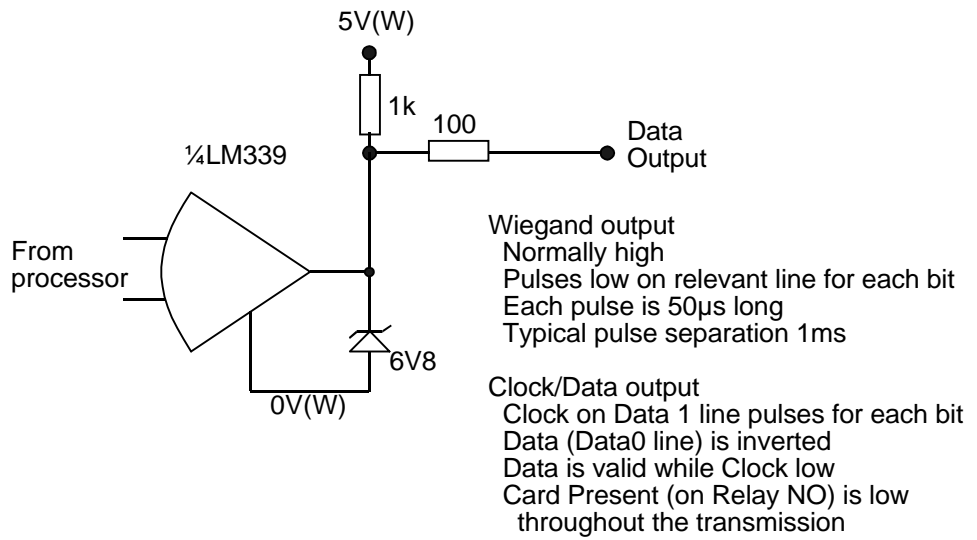 5V(W)
1k
100
Data
Output
¼LM339
From
processor
6V8
0V(W)
Wiegand output
Normally high
Pulses low on relevant line for each bit
Each pulse is 50µs long
Typical pulse separation 1ms
Clock/Data output
Clock on Data 1 line pulses for each bit
Data (Data0 line) is inverted
Data is valid while Clock low
Card Present (on Relay NO) is low
throughout the transmission